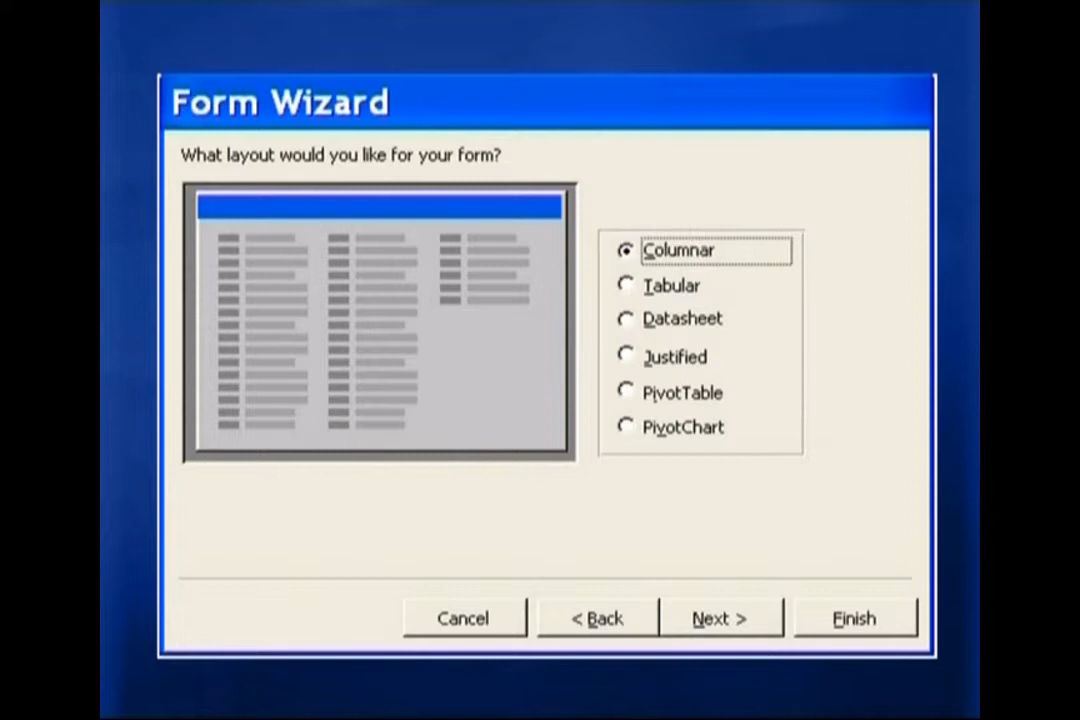 Form Wizard
What layout would you like for your form?
Columnar
Tabular
Datasheet
Justified
PivotTable
PivotChart
Cancel
< Back
Next >
Finish